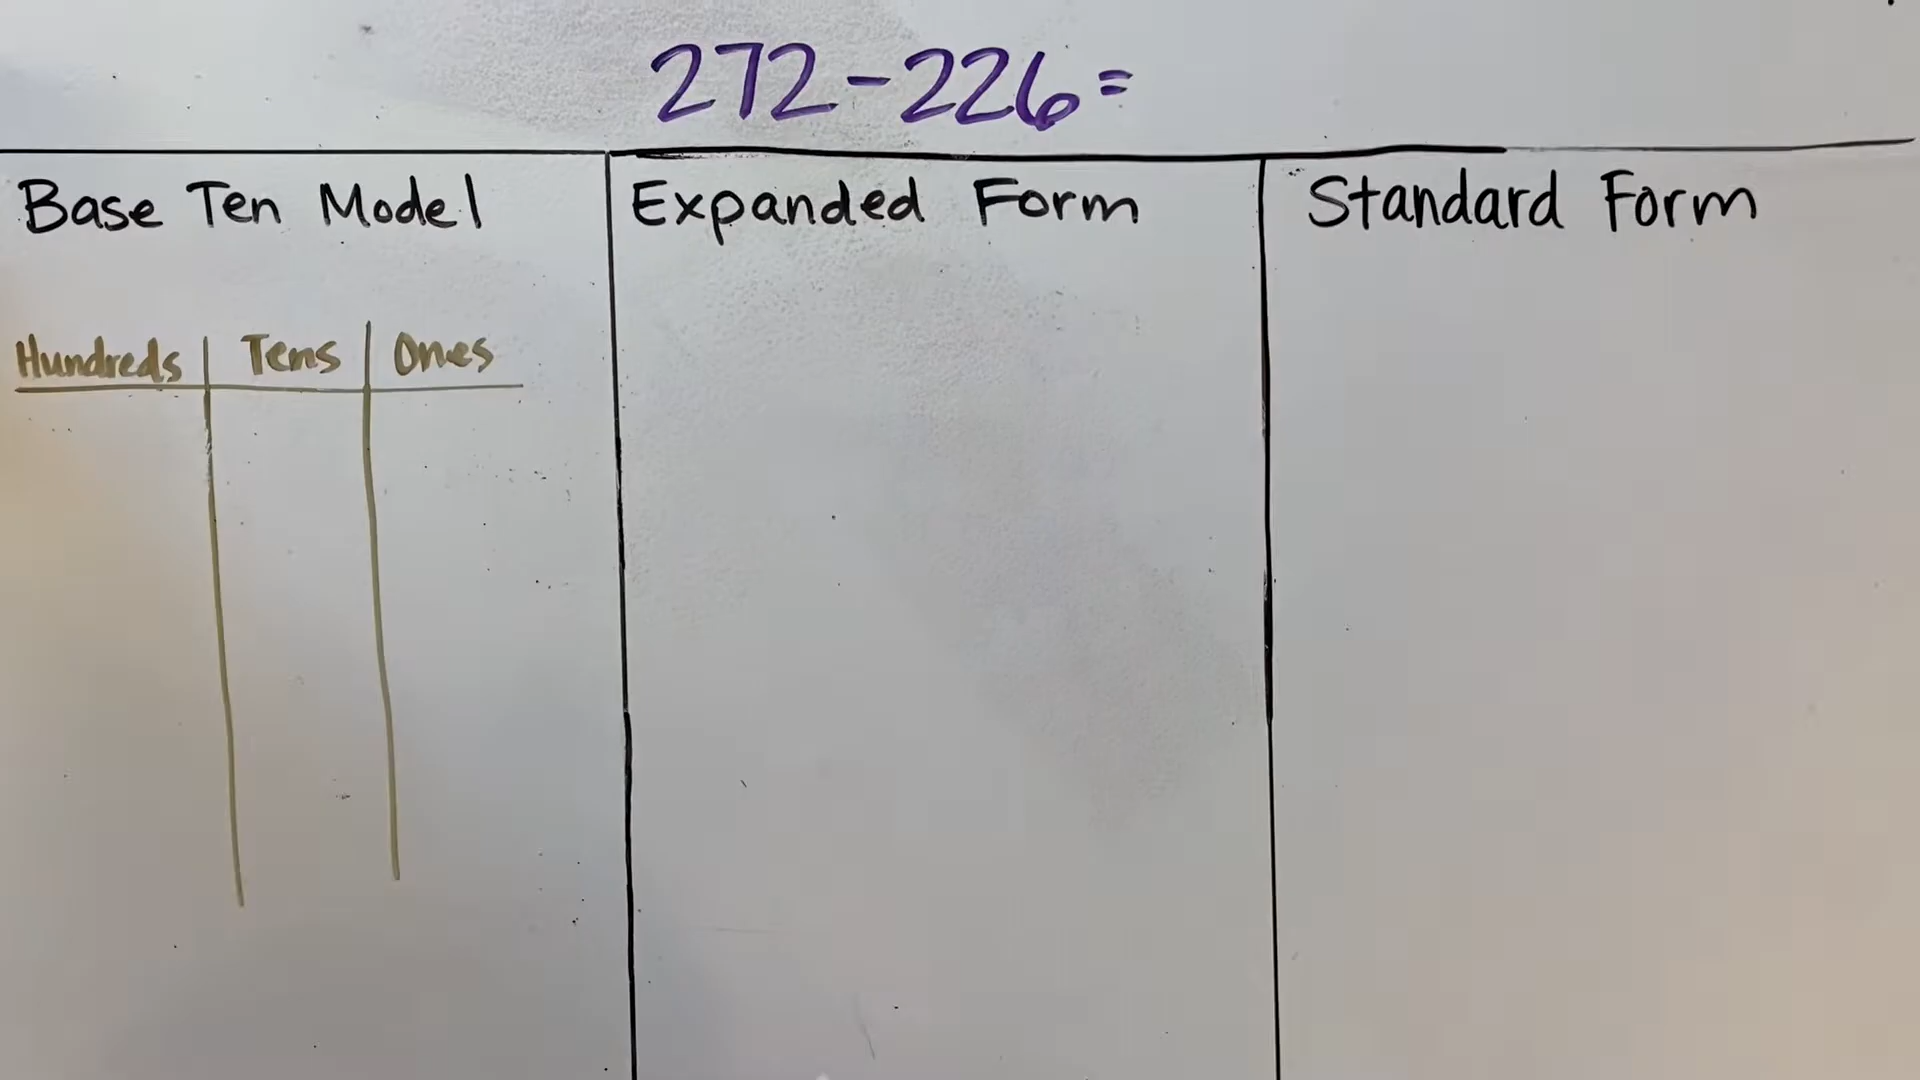 272-226=
Base Ten Model
Expanded Form
Standard Form
Hundreds Tens Ones